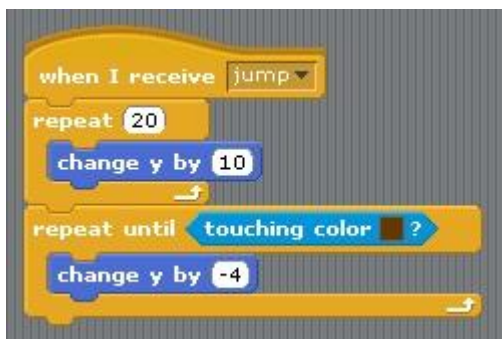 when I receive jump
repeat 20
change y by 10
repeat until touching color ?
change y by -4